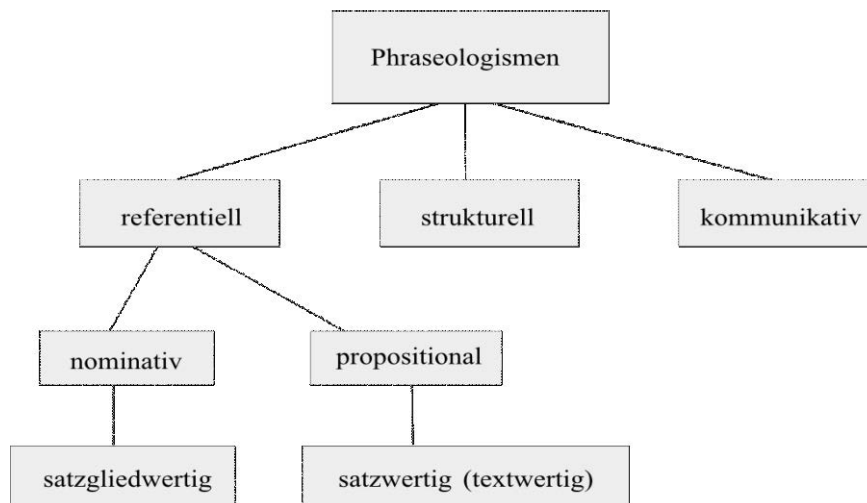 Phraseologismen
referentiell
strukturell
kommunikativ
nominativ
propositional
satzgliedwertig
satzwertig (textwertig)